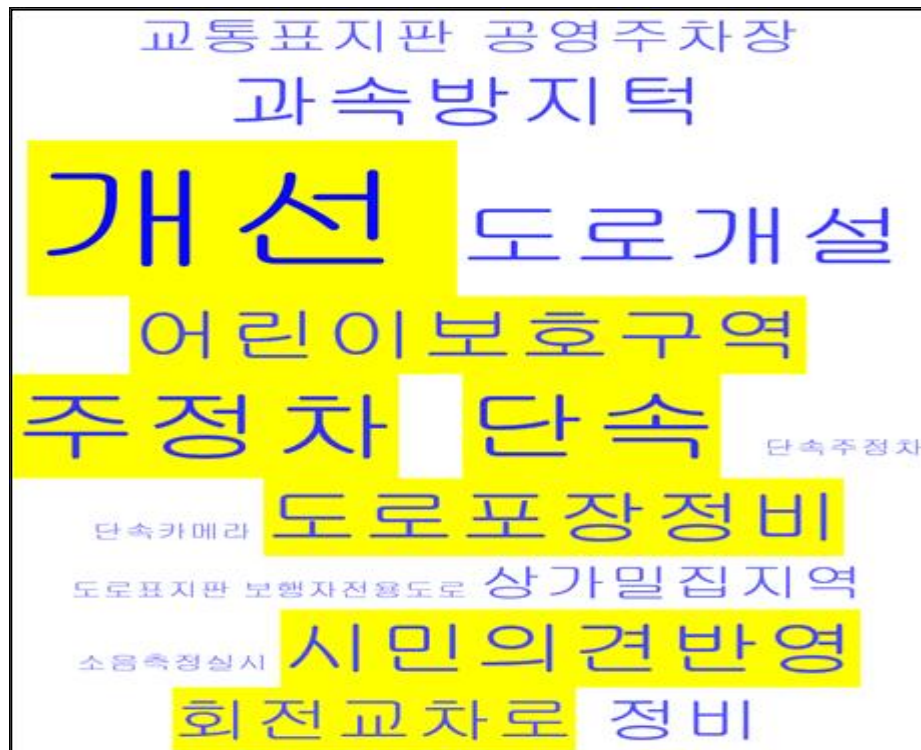 교통표지판 공영주차장
과속방지턱
개선 도로개설
어린이보호구역
주정차 단속 단속주정차
단속카메라 도로포장정비
도로표지판 보행자전용도로 상가밀집지역
소음측정실시 시민의견반영
회전교차로 정비